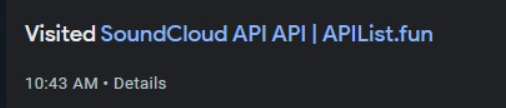 Visited SoundCloud API API | APIList.fun
10:43 AM • Details